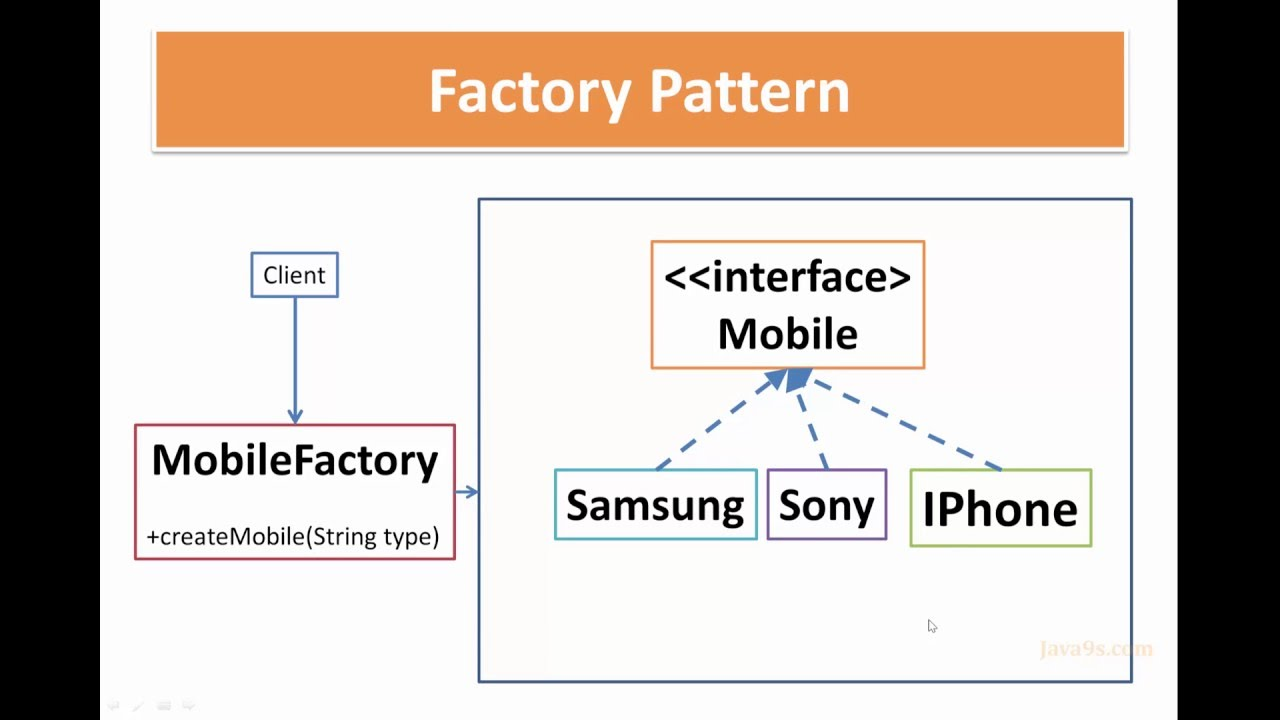 Factory Pattern
Client
MobileFactory
+createMobile(String type)
<<interface>
Mobile
Samsung
Sony
IPhone
Java9s.com